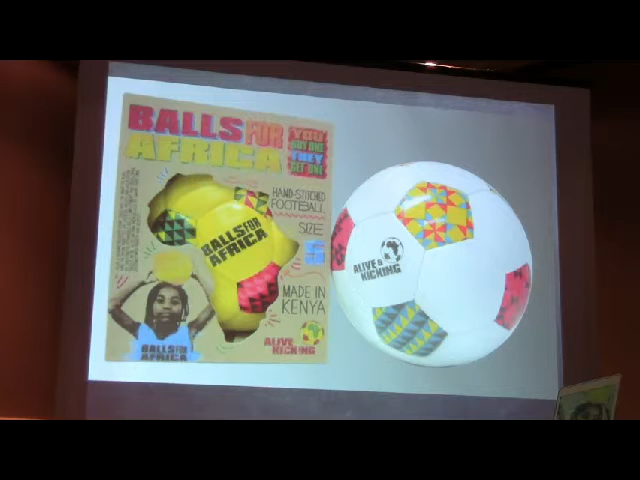 BALLS FOR
AFRICA
YOU
BUY ONE
THEY
GET ONE
HAND-STITCHED
FOOTBALL
SIZE
5
BALLS FOR
AFRICA
MADE IN
KENYA
ALIVE &
KICKING
BALLS FOR
AFRICA
ALIVE &
KICKING